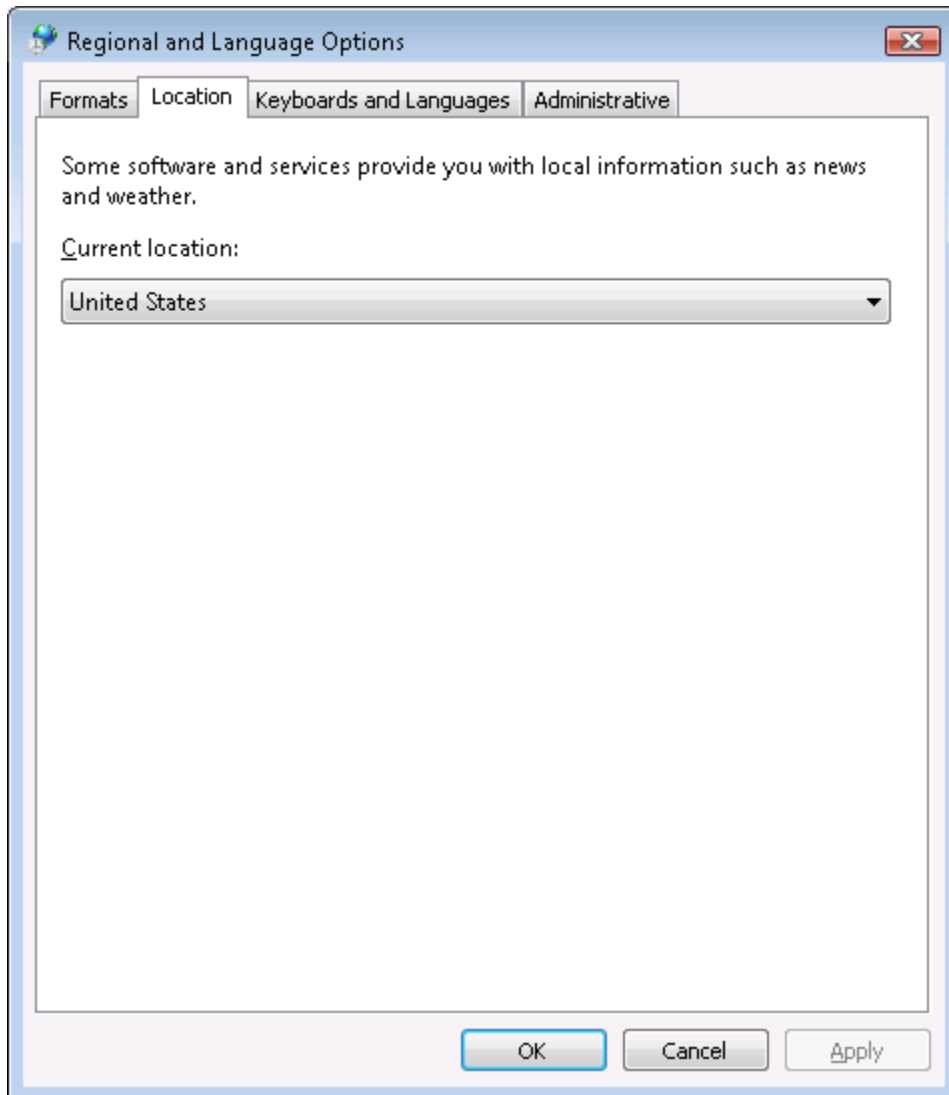 Regional and Language Options
Formats Location Keyboards and Languages Administrative
Some software and services provide you with local information such as news
and weather.
Current location:
United States
OK Cancel Apply